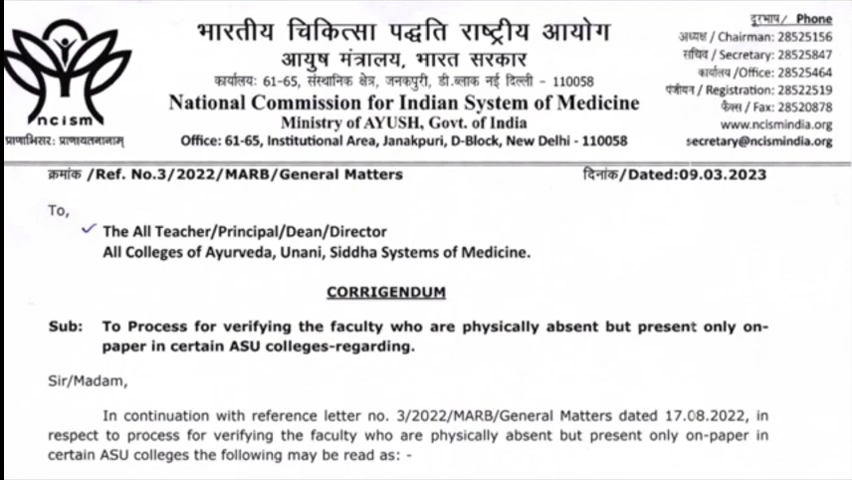 भारतीय चिकित्सा पद्धति राष्ट्रीय आयोग
आयुष मंत्रालय, भारत सरकार
कार्यालय: 61-65, संस्थानिक क्षेत्र, जनकपुरी, डी.ब्लाक नई दिल्ली - 110058
National Commission for Indian System of Medicine
Ministry of AYUSH, Govt. of India
Office: 61-65, Institutional Area, Janakpuri, D-Block, New Delhi - 110058
ncism
प्राणाभिसर: प्राणायतनानाम्
दूरभाष/ Phone
अध्यक्ष / Chairman: 28525156
सचिव / Secretary: 28525847
कार्यालय /Office: 28525464
पंजीयन / Registration: 28522519
फैक्स / Fax: 28520878
www.ncismindia.org
secretary@ncismindia.org
क्रमांक /Ref. No.3/2022/MARB/General Matters दिनांक/Dated:09.03.2023
To,
The All Teacher/Principal/Dean/Director
All Colleges of Ayurveda, Unani, Siddha Systems of Medicine.
CORRIGENDUM
Sub: To Process for verifying the faculty who are physically absent but present only on-
paper in certain ASU colleges-regarding.
Sir/Madam,
In continuation with reference letter no. 3/2022/MARB/General Matters dated 17.08.2022, in
respect to process for verifying the faculty who are physically absent but present only on-paper in
certain ASU colleges the following may be read as: -